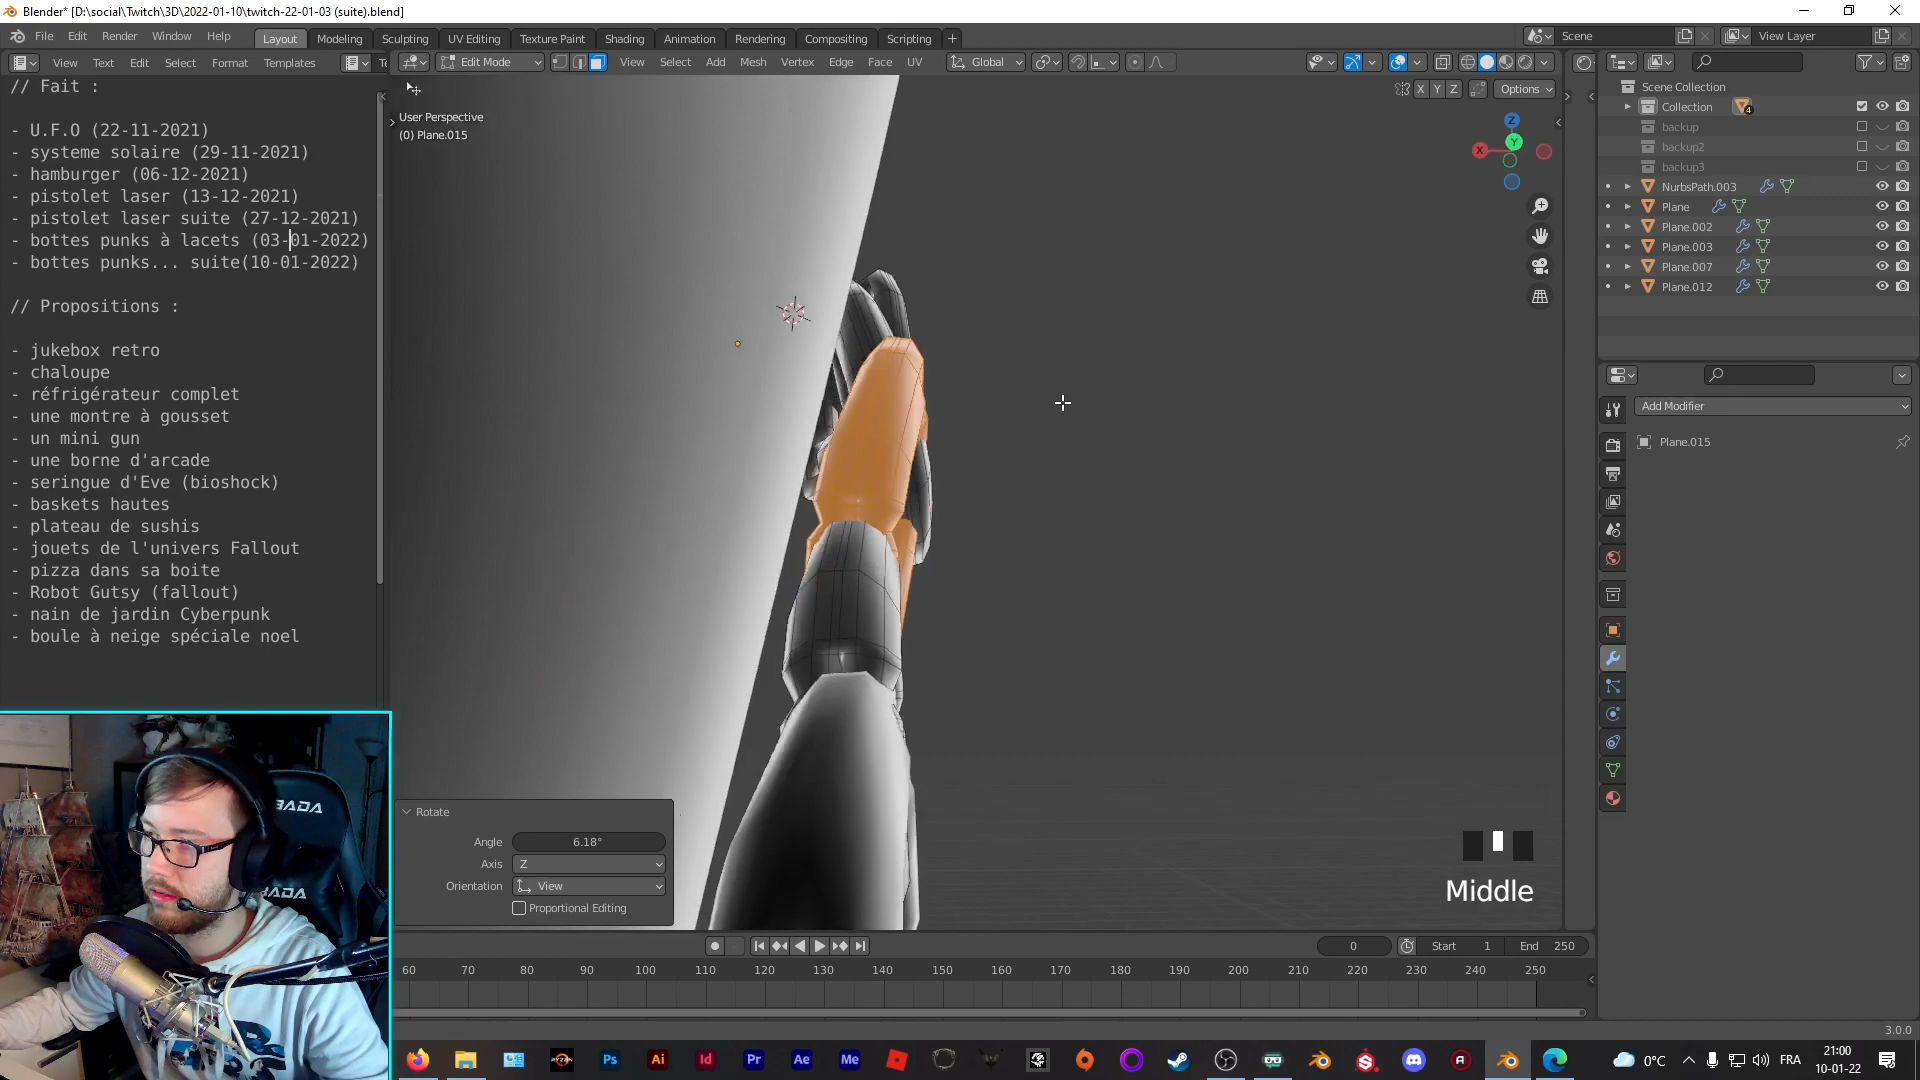 Blender* [D:\social\Twitch\3D\2022-01-10\twitch-22-01-03 (suite).blend]
File Edit Render Window Help
Layout Modeling Sculpting UV Editing Texture Paint Shading Animation Rendering Compositing Scripting +
Scene
View Layer
View Text Edit Select Format Templates
Edit Mode View Select Add Mesh Vertex Edge Face UV Global
X Y Z Options
User Perspective
(0) Plane.015
// Fait :
- U.F.O (22-11-2021)
- systeme solaire (29-11-2021)
- hamburger (06-12-2021)
- pistolet laser (13-12-2021)
- pistolet laser suite (27-12-2021)
- bottes punks à lacets (03-01-2022)
- bottes punks... suite(10-01-2022)
// Propositions :
- jukebox retro
- chaloupe
- réfrigérateur complet
- une montre à gousset
- un mini gun
- une borne d'arcade
- seringue d'Eve (bioshock)
- baskets hautes
- plateau de sushis
- jouets de l'univers Fallout
- pizza dans sa boite
- Robot Gutsy (fallout)
- nain de jardin Cyberpunk
- boule à neige spéciale noel
Z
Y
X
Scene Collection
Collection 4
backup
backup2
backup3
NurbsPath.003
Plane
Plane.002
Plane.003
Plane.007
Plane.012
Add Modifier
Plane.015
Rotate
Angle 6.18°
Axis Z
Orientation View
Proportional Editing
Middle
0 Start 1 End 250
60 70 80 90 100 110 120 130 140 150 160 170 180 190 200 210 220 230 240 250
3.0.0
Ps Ai Id Pr Ae Me
0°C FRA
21:00
10-01-22